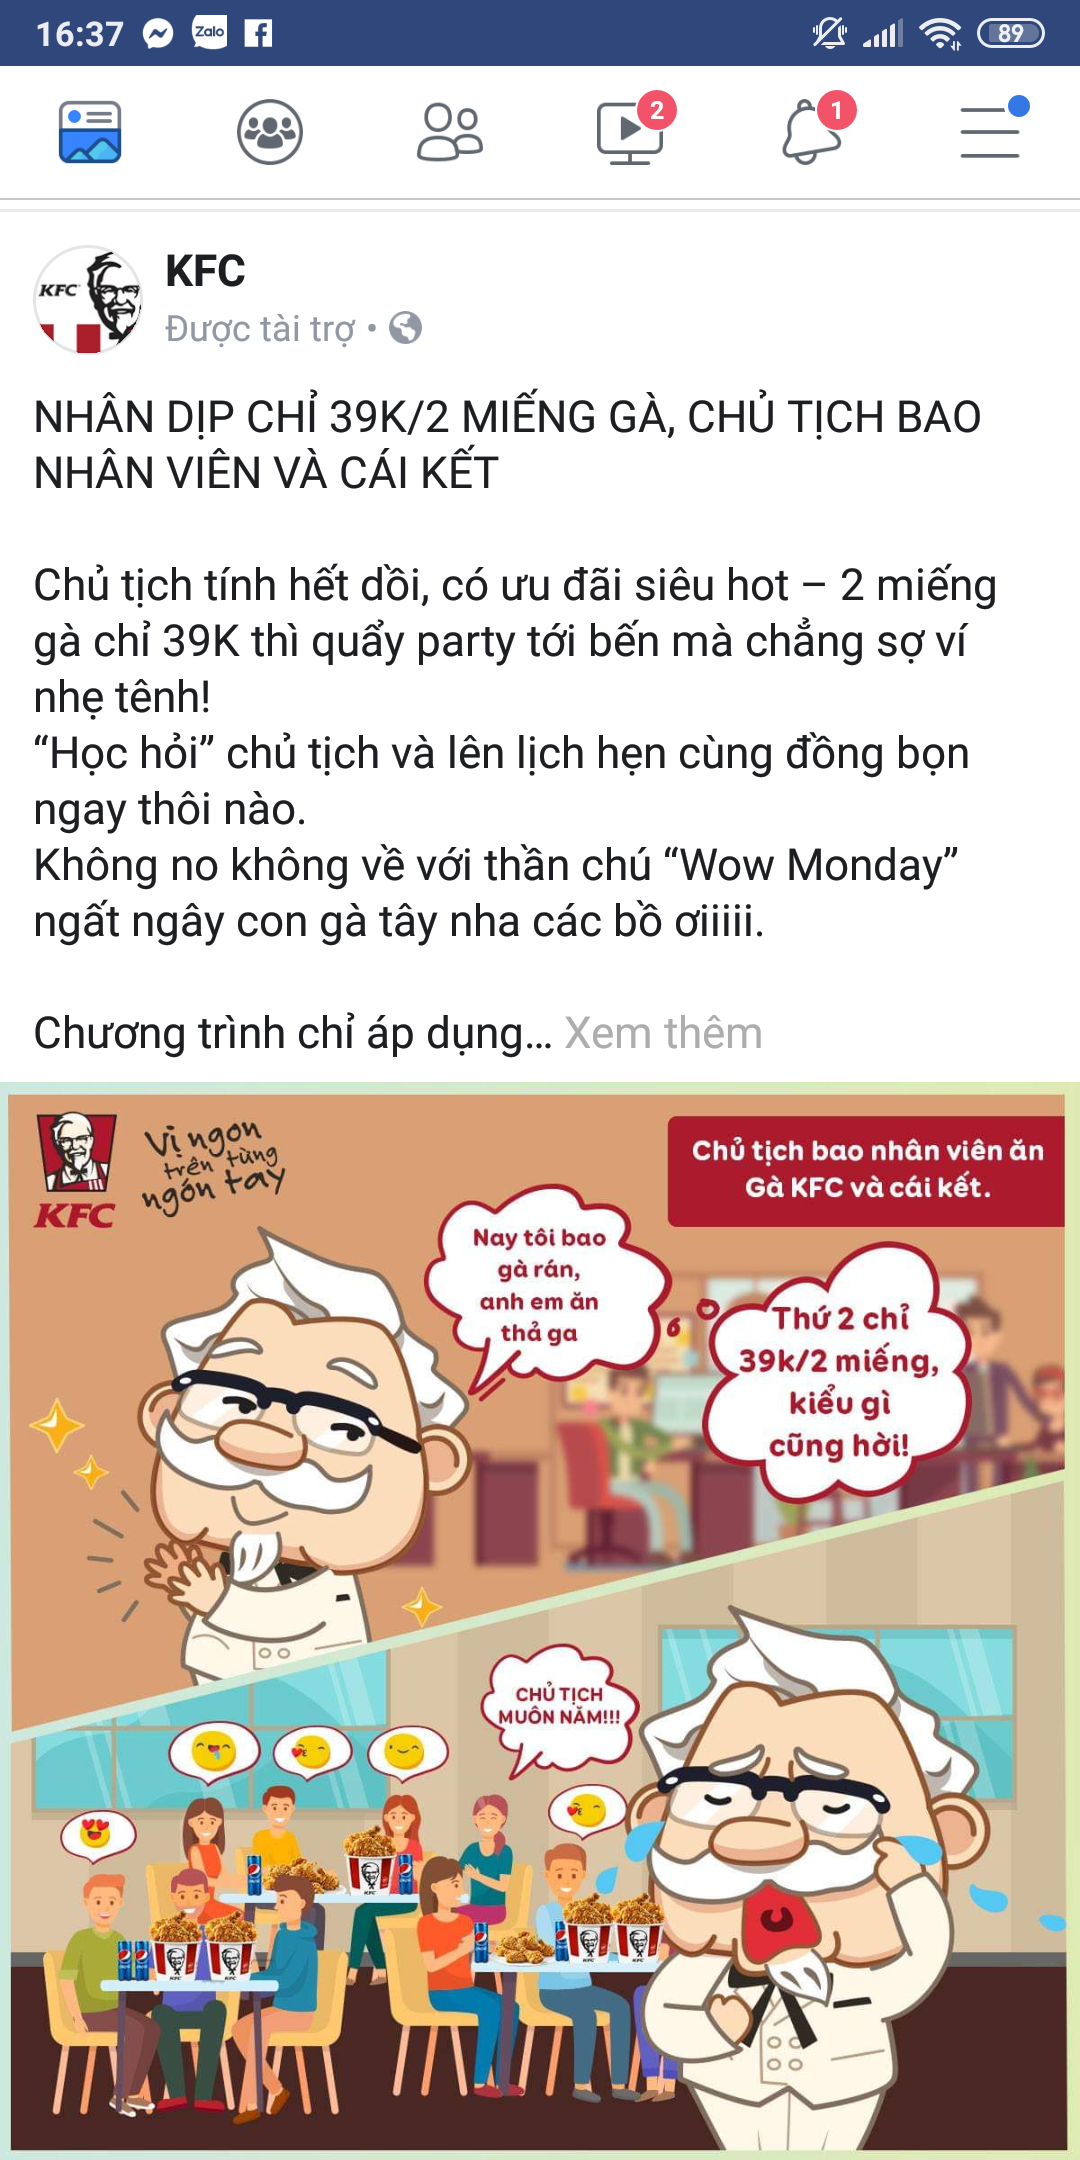 16:37
Zalo
89
2
1
KFC
KFC
Được tài trợ •
NHÂN DỊP CHỈ 39K/2 MIẾNG GÀ, CHỦ TỊCH BAO
NHÂN VIÊN VÀ CÁI KẾT
Chủ tịch tính hết dồi, có ưu đãi siêu hot – 2 miếng
gà chỉ 39K thì quẩy party tới bến mà chẳng sợ ví
nhẹ tênh!
“Học hỏi” chủ tịch và lên lịch hẹn cùng đồng bọn
ngay thôi nào.
Không no không về với thần chú “Wow Monday”
ngất ngây con gà tây nha các bồ ơiiiii.
Chương trình chỉ áp dụng... Xem thêm
KFC
Vị ngon
trên từng
ngón tay
Chủ tịch bao nhân viên ăn
Gà KFC và cái kết.
Nay tôi bao
gà rán,
anh em ăn
thả ga
Thứ 2 chỉ
39k/2 miếng,
kiểu gì
cũng hời!
CHỦ TỊCH
MUÔN NĂM!!!
KFC
KFC
KFC
KFC
KFC